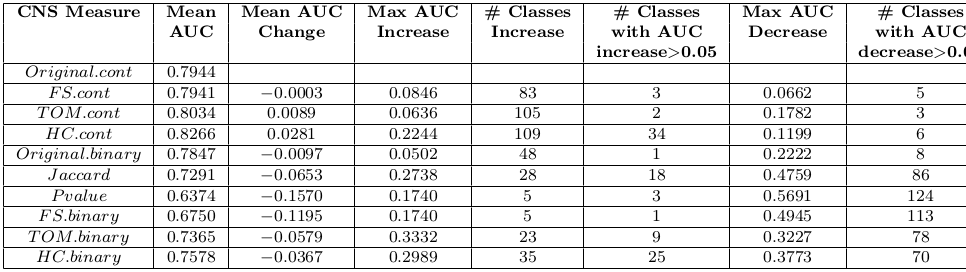 CNS Measure | Mean AUC | Mean AUC Change | Max AUC Increase | # Classes Increase | # Classes with AUC increase>0.05 | Max AUC Decrease | # Classes with AUC
Original.cont | 0.7944
FS.cont | 0.7941 | −0.0003 | 0.0846 | 83 | 3 | 0.0662 | 5
TOM.cont | 0.8034 | 0.0089 | 0.0636 | 105 | 2 | 0.1782 | 3
HC.cont | 0.8266 | 0.0281 | 0.2244 | 109 | 34 | 0.1199 | 6
Original.binary | 0.7847 | −0.0097 | 0.0502 | 48 | 1 | 0.2222 | 8
Jaccard | 0.7291 | −0.0653 | 0.2738 | 28 | 18 | 0.4759 | 86
Pvalue | 0.6374 | −0.1570 | 0.1740 | 5 | 3 | 0.5691 | 124
FS.binary | 0.6750 | −0.1195 | 0.1740 | 5 | 1 | 0.4945 | 113
TOM.binary | 0.7365 | −0.0579 | 0.3332 | 23 | 9 | 0.3227 | 78
HC.binary | 0.7578 | −0.0367 | 0.2989 | 35 | 25 | 0.3773 | 70